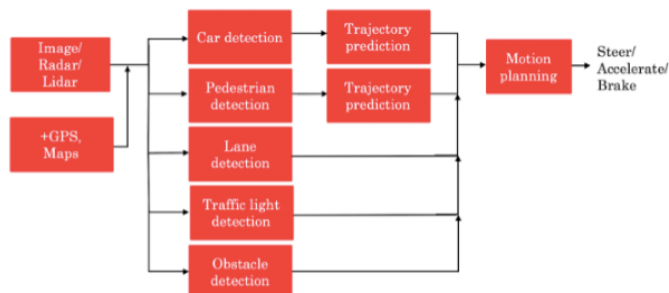 Image/
Radar/
Lidar
+GPS,
Maps
Car detection
Trajectory
prediction
Pedestrian
detection
Trajectory
prediction
Lane
detection
Traffic light
detection
Obstacle
detection
Motion
planning
Steer/
Accelerate/
Brake